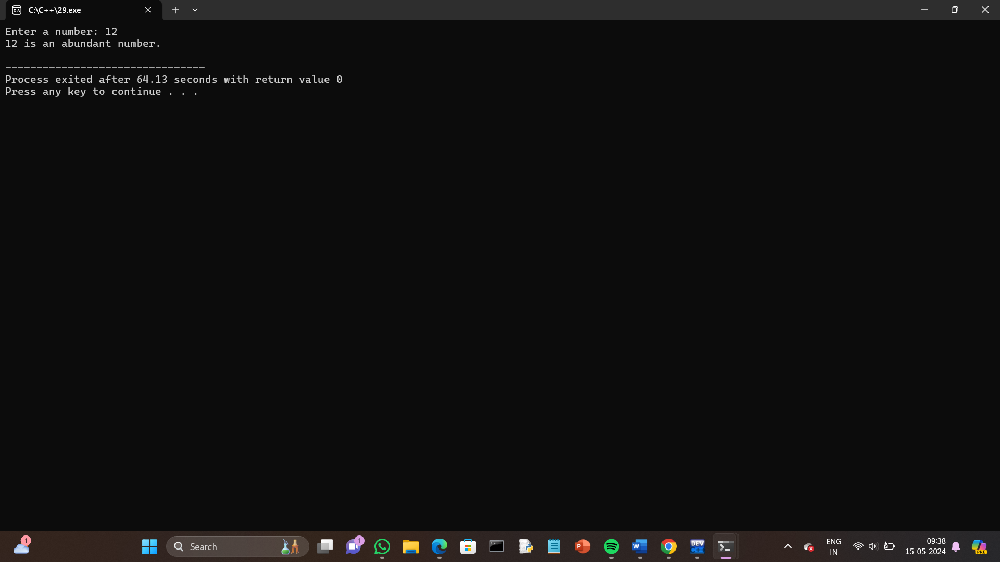 C:\C++\29.exe
Enter a number: 12
12 is an abundant number.
--------------------------------
Process exited after 64.13 seconds with return value 0
Press any key to continue . . .
1
Search
1
P
W
DEV
C++
ENG
IN
09:38
15-05-2024
PRE